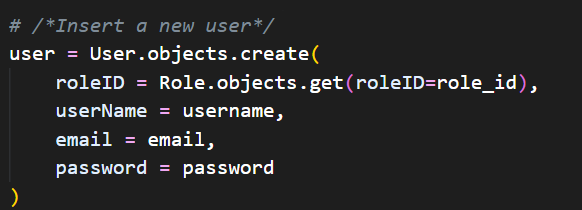 # /*Insert a new user*/
user = User.objects.create(
    roleID = Role.objects.get(roleID=role_id),
    userName = username,
    email = email,
    password = password
)